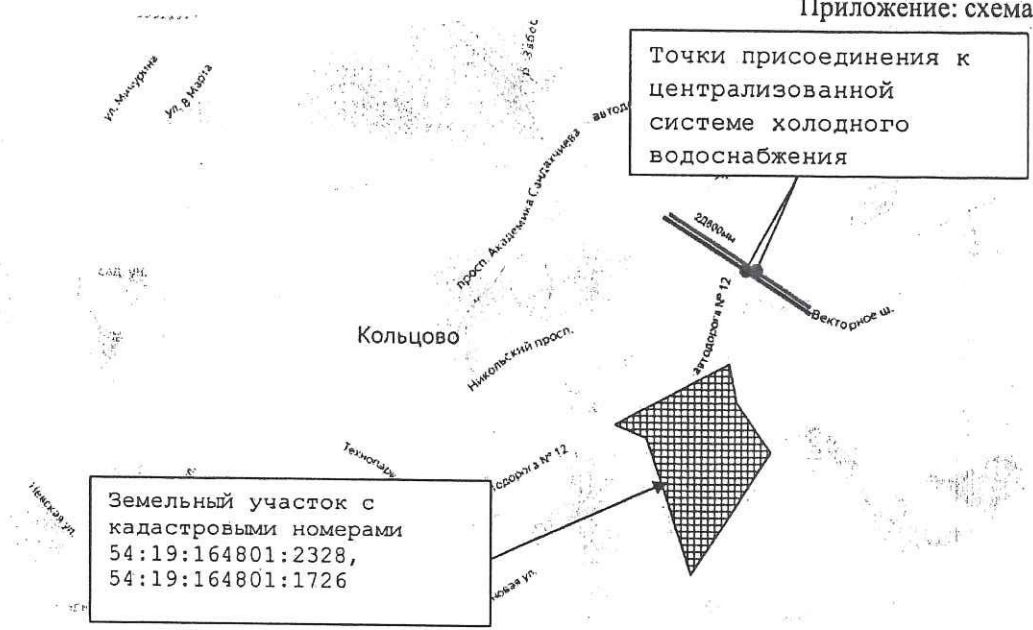 Приложение: схема
Точки присоединения к
централизованной
системе холодного
водоснабжения
ул. Мичурина
ул. 8 Марта
просп. Академика Сандахчиева
2Д600мм
автодорога № 12
Векторное ш.
Кольцово
Никольский просп.
Невская ул.
Земельный участок с
кадастровыми номерами
54:19:164801:2328,
54:19:164801:1726